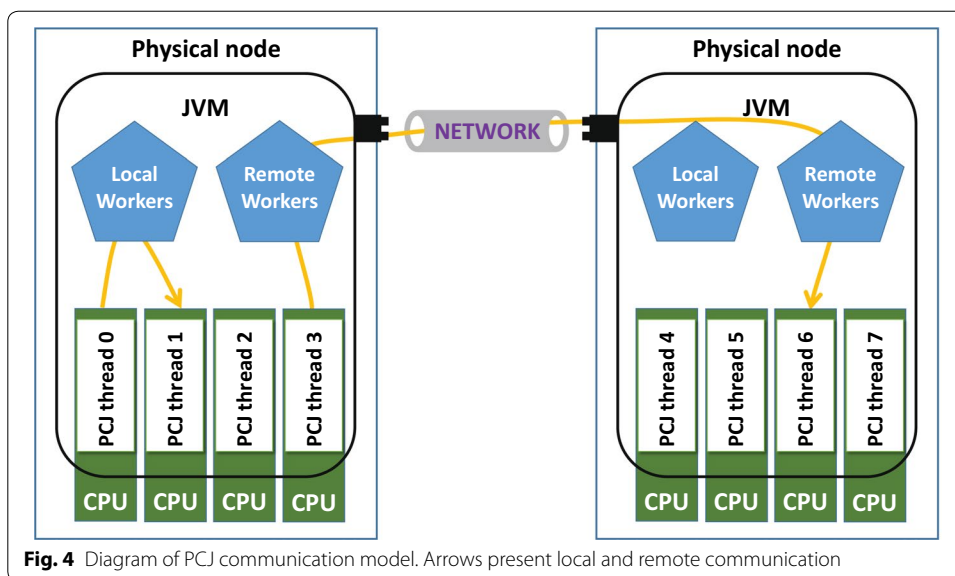 Physical node
JVM
Local
Workers
Remote
Workers
PCJ thread 0
PCJ thread 1
PCJ thread 2
PCJ thread 3
CPU
CPU
CPU
CPU
NETWORK
Physical node
JVM
Local
Workers
Remote
Workers
PCJ thread 4
PCJ thread 5
PCJ thread 6
PCJ thread 7
CPU
CPU
CPU
CPU
Fig. 4 Diagram of PCJ communication model. Arrows present local and remote communication